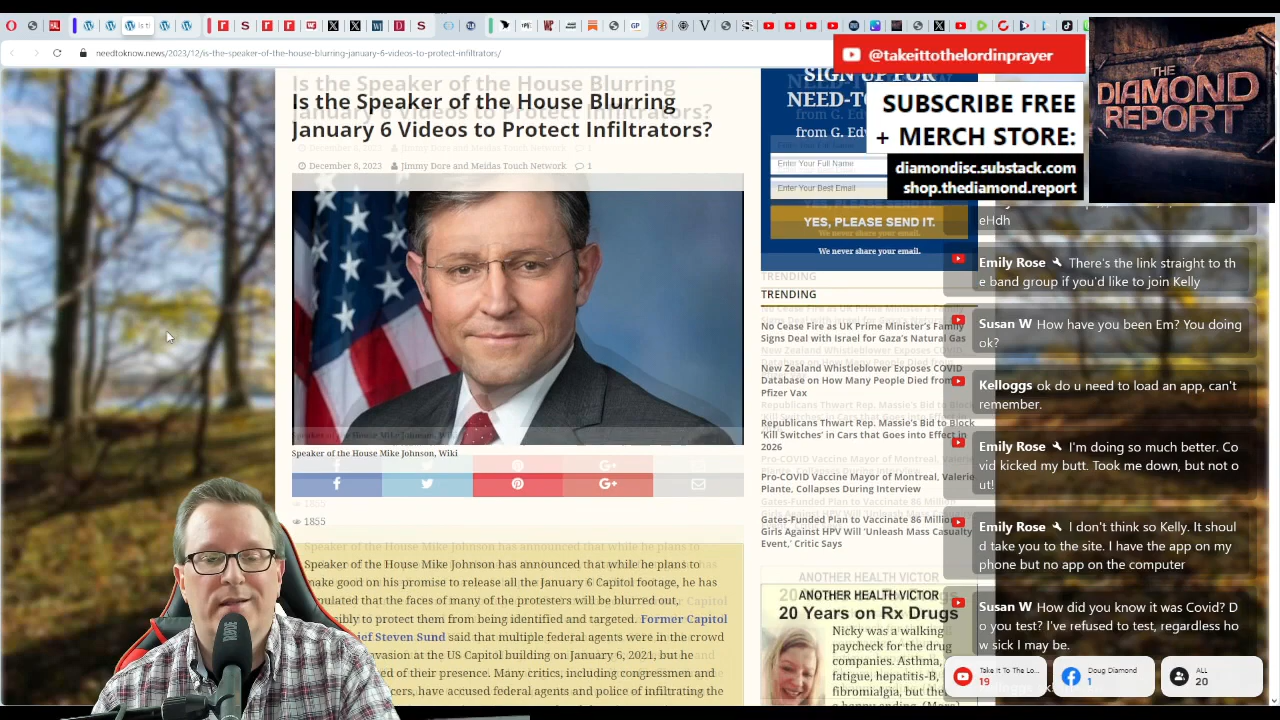 needtoknow.news/2023/12/is-the-speaker-of-the-house-blurring-january-6-videos-to-protect-infiltrators/
@takeittothelordinprayer
THE
DIAMOND
REPORT
SUBSCRIBE FREE
+ MERCH STORE:
diamondisc.substack.com
shop.thediamond.report
Is the Speaker of the House Blurring
January 6 Videos to Protect Infiltrators?
December 8, 2023 Jimmy Dore and Meidas Touch Network 1
Speaker of the House Mike Johnson, Wiki
1855
Speaker of the House Mike Johnson has announced that while he plans to
make good on his promise to release all the January 6 Capitol footage, he has
that the faces of many of the protesters will be blurred out,
to protect them from being identified and targeted. Former Capitol
Steven Sund said that multiple federal agents were in the crowd
at the US Capitol building on January 6, 2021, but he
of their presence. Many critics, including congressmen and
have accused federal agents and police of infiltrating the
SIGN UP FOR
from G.
Enter Your Full Name
Enter Your Best Email
YES, PLEASE SEND IT.
We never share your email.
TRENDING
No Cease Fire as UK Prime Minister's Family
Signs Deal with Israel for Gaza's Natural Gas
New Zealand Whistleblower Exposes COVID
Database on How Many People Died from
Pfizer Vax
Republicans Thwart Rep. Massie's Bid to Block
'Kill Switches' in Cars that Goes into Effect in
2026
Pro-COVID Vaccine Mayor of Montreal, Valerie
Plante, Collapses During Interview
Gates-Funded Plan to Vaccinate 86 Million
Girls Against HPV Will 'Unleash Mass Casualty
Event,' Critic Says
ANOTHER HEALTH VICTOR
20 Years on Rx Drugs
Nicky was a walking
paycheck for the drug
companies. Asthma,
fatigue, hepatitis-B,
fibromialgia, but the
a happy ending. (More)
eHdh
Emily Rose There's the link straight to th
e band group if you'd like to join Kelly
Susan W How have you been Em? You doing
ok?
Kelloggs ok do u need to load an app, can't
remember.
Emily Rose I'm doing so much better. Co
vid kicked my butt. Took me down, but not o
ut!
Emily Rose I don't think so Kelly. It shoul
d take you to the site. I have the app on my
phone but no app on the computer
Susan W How did you know it was Covid? D
o you test? I've refused to test, regardless ho
w sick I may be.
Take It To The Lo...
19
Doug Diamond
1
ALL
20